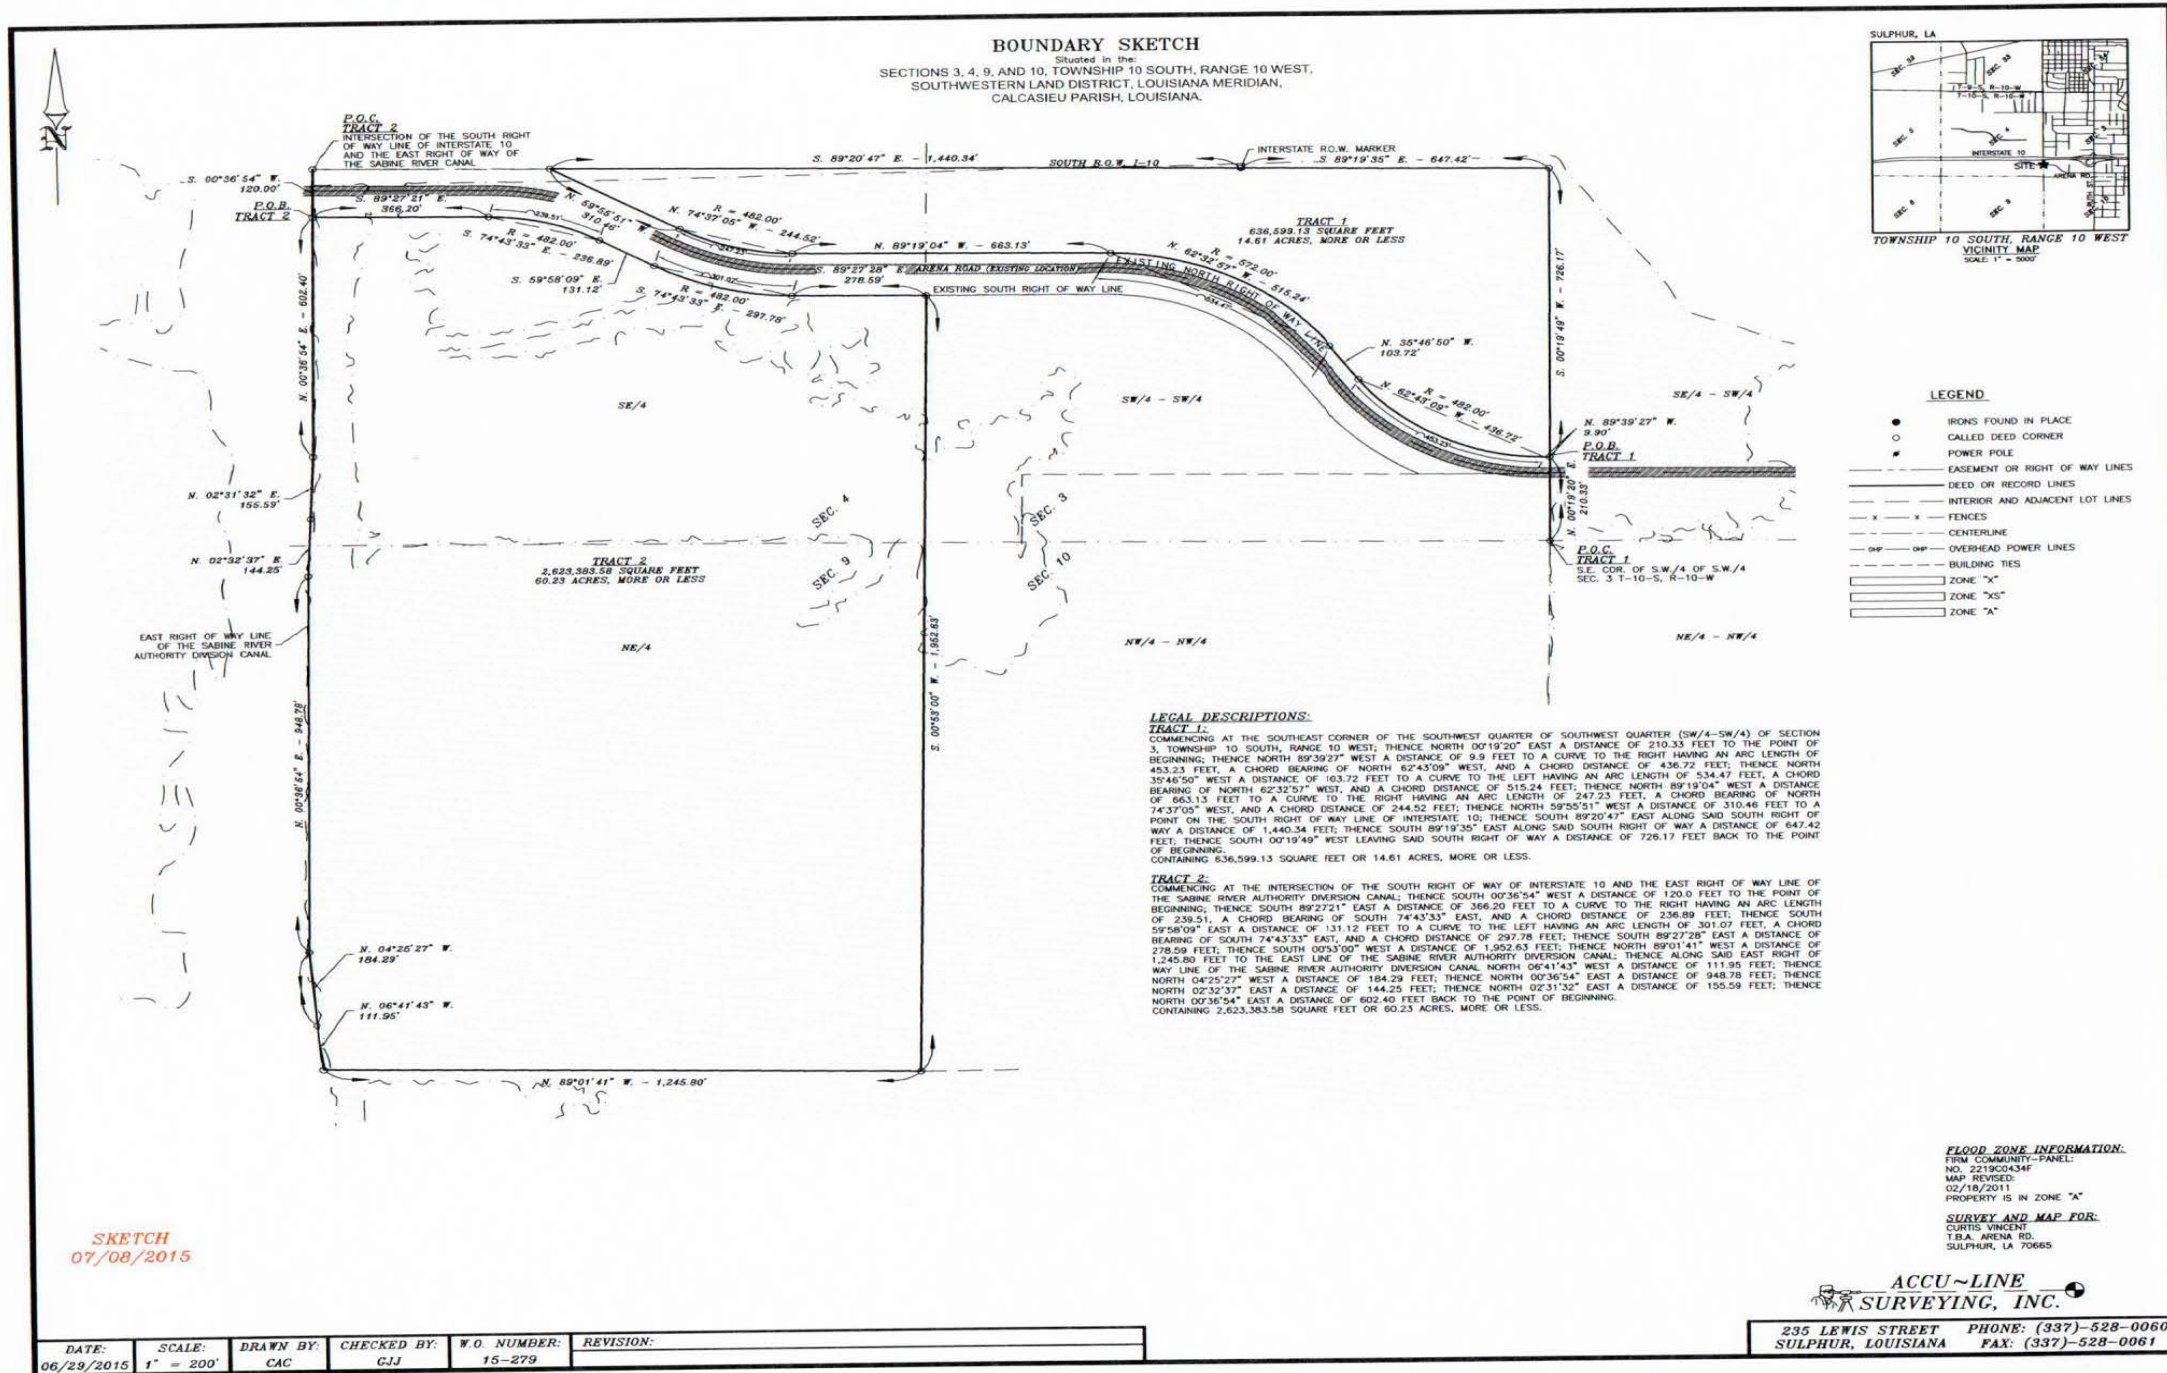 BOUNDARY SKETCH
Situated in the:
SECTIONS 3, 4, 9, AND 10, TOWNSHIP 10 SOUTH, RANGE 10 WEST,
SOUTHWESTERN LAND DISTRICT, LOUISIANA MERIDIAN,
CALCASIEU PARISH, LOUISIANA.
SULPHUR, LA
SEC. 33
T-9-S, R-10-W
T-10-S, R-10-W
SEC. 5
SEC. 4
SEC. 3
INTERSTATE 10
SITE
ARENA RD.
SEC. 8
SEC. 9
SEC. 10
TOWNSHIP 10 SOUTH, RANGE 10 WEST
VICINITY MAP
SCALE: 1" = 5000'
N
P.O.C.
TRACT 2
INTERSECTION OF THE SOUTH RIGHT
OF WAY LINE OF INTERSTATE 10
AND THE EAST RIGHT OF WAY OF
THE SABINE RIVER CANAL
S. 00°36'54" W.
120.00'
P.O.B.
TRACT 2
S. 89°27'21" E.
366.20'
S. 89°20'47" E. - 1,440.34'
SOUTH R.O.W. I-10
INTERSTATE R.O.W. MARKER
S. 89°19'35" E. - 647.42'
N. 59°55'51" W.
310.46'
R = 482.00'
N. 74°37'05" W. - 244.52'
247.23'
239.51'
R = 482.00'
S. 74°43'33" E. - 236.89'
S. 59°58'09" E.
131.12'
301.07'
R = 482.00'
S. 74°43'33" E. - 297.78'
N. 89°19'04" W. - 663.13'
S. 89°27'28" E.
278.59'
ARENA ROAD (EXISTING LOCATION)
EXISTING SOUTH RIGHT OF WAY LINE
EXISTING NORTH RIGHT OF WAY LINE
TRACT 1
636,599.13 SQUARE FEET
14.61 ACRES, MORE OR LESS
R = 572.00'
N. 62°32'57" W. - 515.24'
534.47'
N. 35°46'50" W.
103.72'
R = 482.00'
N. 62°43'09" W. - 436.72'
453.23'
S. 00°19'49" W. - 726.17'
N. 89°39'27" W.
9.90'
P.O.B.
TRACT 1
N. 00°19'20" E.
210.33'
P.O.C.
TRACT 1
S.E. COR. OF S.W./4 OF S.W./4
SEC. 3 T-10-S, R-10-W
SE/4 - SW/4
SW/4 - SW/4
SE/4
N. 00°36'54" E. - 602.40'
N. 02°31'32" E.
155.59'
N. 02°32'37" E.
144.25'
SEC. 4
SEC. 3
SEC. 9
SEC. 10
TRACT 2
2,623,383.58 SQUARE FEET
60.23 ACRES, MORE OR LESS
EAST RIGHT OF WAY LINE
OF THE SABINE RIVER
AUTHORITY DIVISION CANAL
NE/4
NW/4 - NW/4
NE/4 - NW/4
S. 00°53'00" W. - 1,952.63'
N. 00°36'54" E. - 948.78'
N. 04°25'27" W.
184.29'
N. 06°41'43" W.
111.95'
N. 89°01'41" W. - 1,245.80'
LEGEND
IRONS FOUND IN PLACE
CALLED DEED CORNER
POWER POLE
EASEMENT OR RIGHT OF WAY LINES
DEED OR RECORD LINES
INTERIOR AND ADJACENT LOT LINES
X X FENCES
CENTERLINE
OHP OHP OVERHEAD POWER LINES
BUILDING TIES
ZONE "X"
ZONE "XS"
ZONE "A"
LEGAL DESCRIPTIONS:
TRACT 1:
COMMENCING AT THE SOUTHEAST CORNER OF THE SOUTHWEST QUARTER OF SOUTHWEST QUARTER (SW/4-SW/4) OF SECTION
3, TOWNSHIP 10 SOUTH, RANGE 10 WEST; THENCE NORTH 00°19'20" EAST A DISTANCE OF 210.33 FEET TO THE POINT OF
BEGINNING; THENCE NORTH 89°39'27" WEST A DISTANCE OF 9.9 FEET TO A CURVE TO THE RIGHT HAVING AN ARC LENGTH OF
453.23 FEET, A CHORD BEARING OF NORTH 62°43'09" WEST, AND A CHORD DISTANCE OF 436.72 FEET; THENCE NORTH
35°46'50" WEST A DISTANCE OF 103.72 FEET TO A CURVE TO THE LEFT HAVING AN ARC LENGTH OF 534.47 FEET, A CHORD
BEARING OF NORTH 62°32'57" WEST, AND A CHORD DISTANCE OF 515.24 FEET; THENCE NORTH 89°19'04" WEST A DISTANCE
OF 663.13 FEET TO A CURVE TO THE RIGHT HAVING AN ARC LENGTH OF 247.23 FEET, A CHORD BEARING OF NORTH
74°37'05" WEST, AND A CHORD DISTANCE OF 244.52 FEET; THENCE NORTH 59°55'51" WEST A DISTANCE OF 310.46 FEET TO A
POINT ON THE SOUTH RIGHT OF WAY LINE OF INTERSTATE 10; THENCE SOUTH 89°20'47" EAST ALONG SAID SOUTH RIGHT OF
WAY A DISTANCE OF 1,440.34 FEET; THENCE SOUTH 89°19'35" EAST ALONG SAID SOUTH RIGHT OF WAY A DISTANCE OF 647.42
FEET; THENCE SOUTH 00°19'49" WEST LEAVING SAID SOUTH RIGHT OF WAY A DISTANCE OF 726.17 FEET BACK TO THE POINT
OF BEGINNING.
CONTAINING 636,599.13 SQUARE FEET OR 14.61 ACRES, MORE OR LESS.
TRACT 2:
COMMENCING AT THE INTERSECTION OF THE SOUTH RIGHT OF WAY OF INTERSTATE 10 AND THE EAST RIGHT OF WAY LINE OF
THE SABINE RIVER AUTHORITY DIVERSION CANAL; THENCE SOUTH 00°36'54" WEST A DISTANCE OF 120.0 FEET TO THE POINT OF
BEGINNING; THENCE SOUTH 89°27'21" EAST A DISTANCE OF 366.20 FEET TO A CURVE TO THE RIGHT HAVING AN ARC LENGTH
OF 239.51, A CHORD BEARING OF SOUTH 74°43'33" EAST, AND A CHORD DISTANCE OF 236.89 FEET; THENCE SOUTH
59°58'09" EAST A DISTANCE OF 131.12 FEET TO A CURVE TO THE LEFT HAVING AN ARC LENGTH OF 301.07 FEET, A CHORD
BEARING OF SOUTH 74°43'33" EAST, AND A CHORD DISTANCE OF 297.78 FEET; THENCE SOUTH 89°27'28" EAST A DISTANCE OF
278.59 FEET; THENCE SOUTH 00°53'00" WEST A DISTANCE OF 1,952.63 FEET; THENCE NORTH 89°01'41" WEST A DISTANCE OF
1,245.80 FEET TO THE EAST LINE OF THE SABINE RIVER AUTHORITY DIVERSION CANAL; THENCE ALONG SAID EAST RIGHT OF
WAY LINE OF THE SABINE RIVER AUTHORITY DIVERSION CANAL NORTH 06°41'43" WEST A DISTANCE OF 111.95 FEET; THENCE
NORTH 04°25'27" WEST A DISTANCE OF 184.29 FEET; THENCE NORTH 00°36'54" EAST A DISTANCE OF 948.78 FEET; THENCE
NORTH 02°32'37" EAST A DISTANCE OF 144.25 FEET; THENCE NORTH 02°31'32" EAST A DISTANCE OF 155.59 FEET; THENCE
NORTH 00°36'54" EAST A DISTANCE OF 602.40 FEET BACK TO THE POINT OF BEGINNING.
CONTAINING 2,623,383.58 SQUARE FEET OR 60.23 ACRES, MORE OR LESS.
FLOOD ZONE INFORMATION:
FIRM COMMUNITY-PANEL:
NO. 2219C0434F
MAP REVISED:
02/18/2011
PROPERTY IS IN ZONE "A"
SURVEY AND MAP FOR:
CURTIS VINCENT
T.B.A. ARENA RD.
SULPHUR, LA 70665
SKETCH
07/08/2015
ACCU~LINE
SURVEYING, INC.
235 LEWIS STREET PHONE: (337)-528-0060
SULPHUR, LOUISIANA FAX: (337)-528-0061
DATE: SCALE: DRAWN BY: CHECKED BY: W.O. NUMBER: REVISION:
06/29/2015 1" = 200' CAC GJJ 15-279